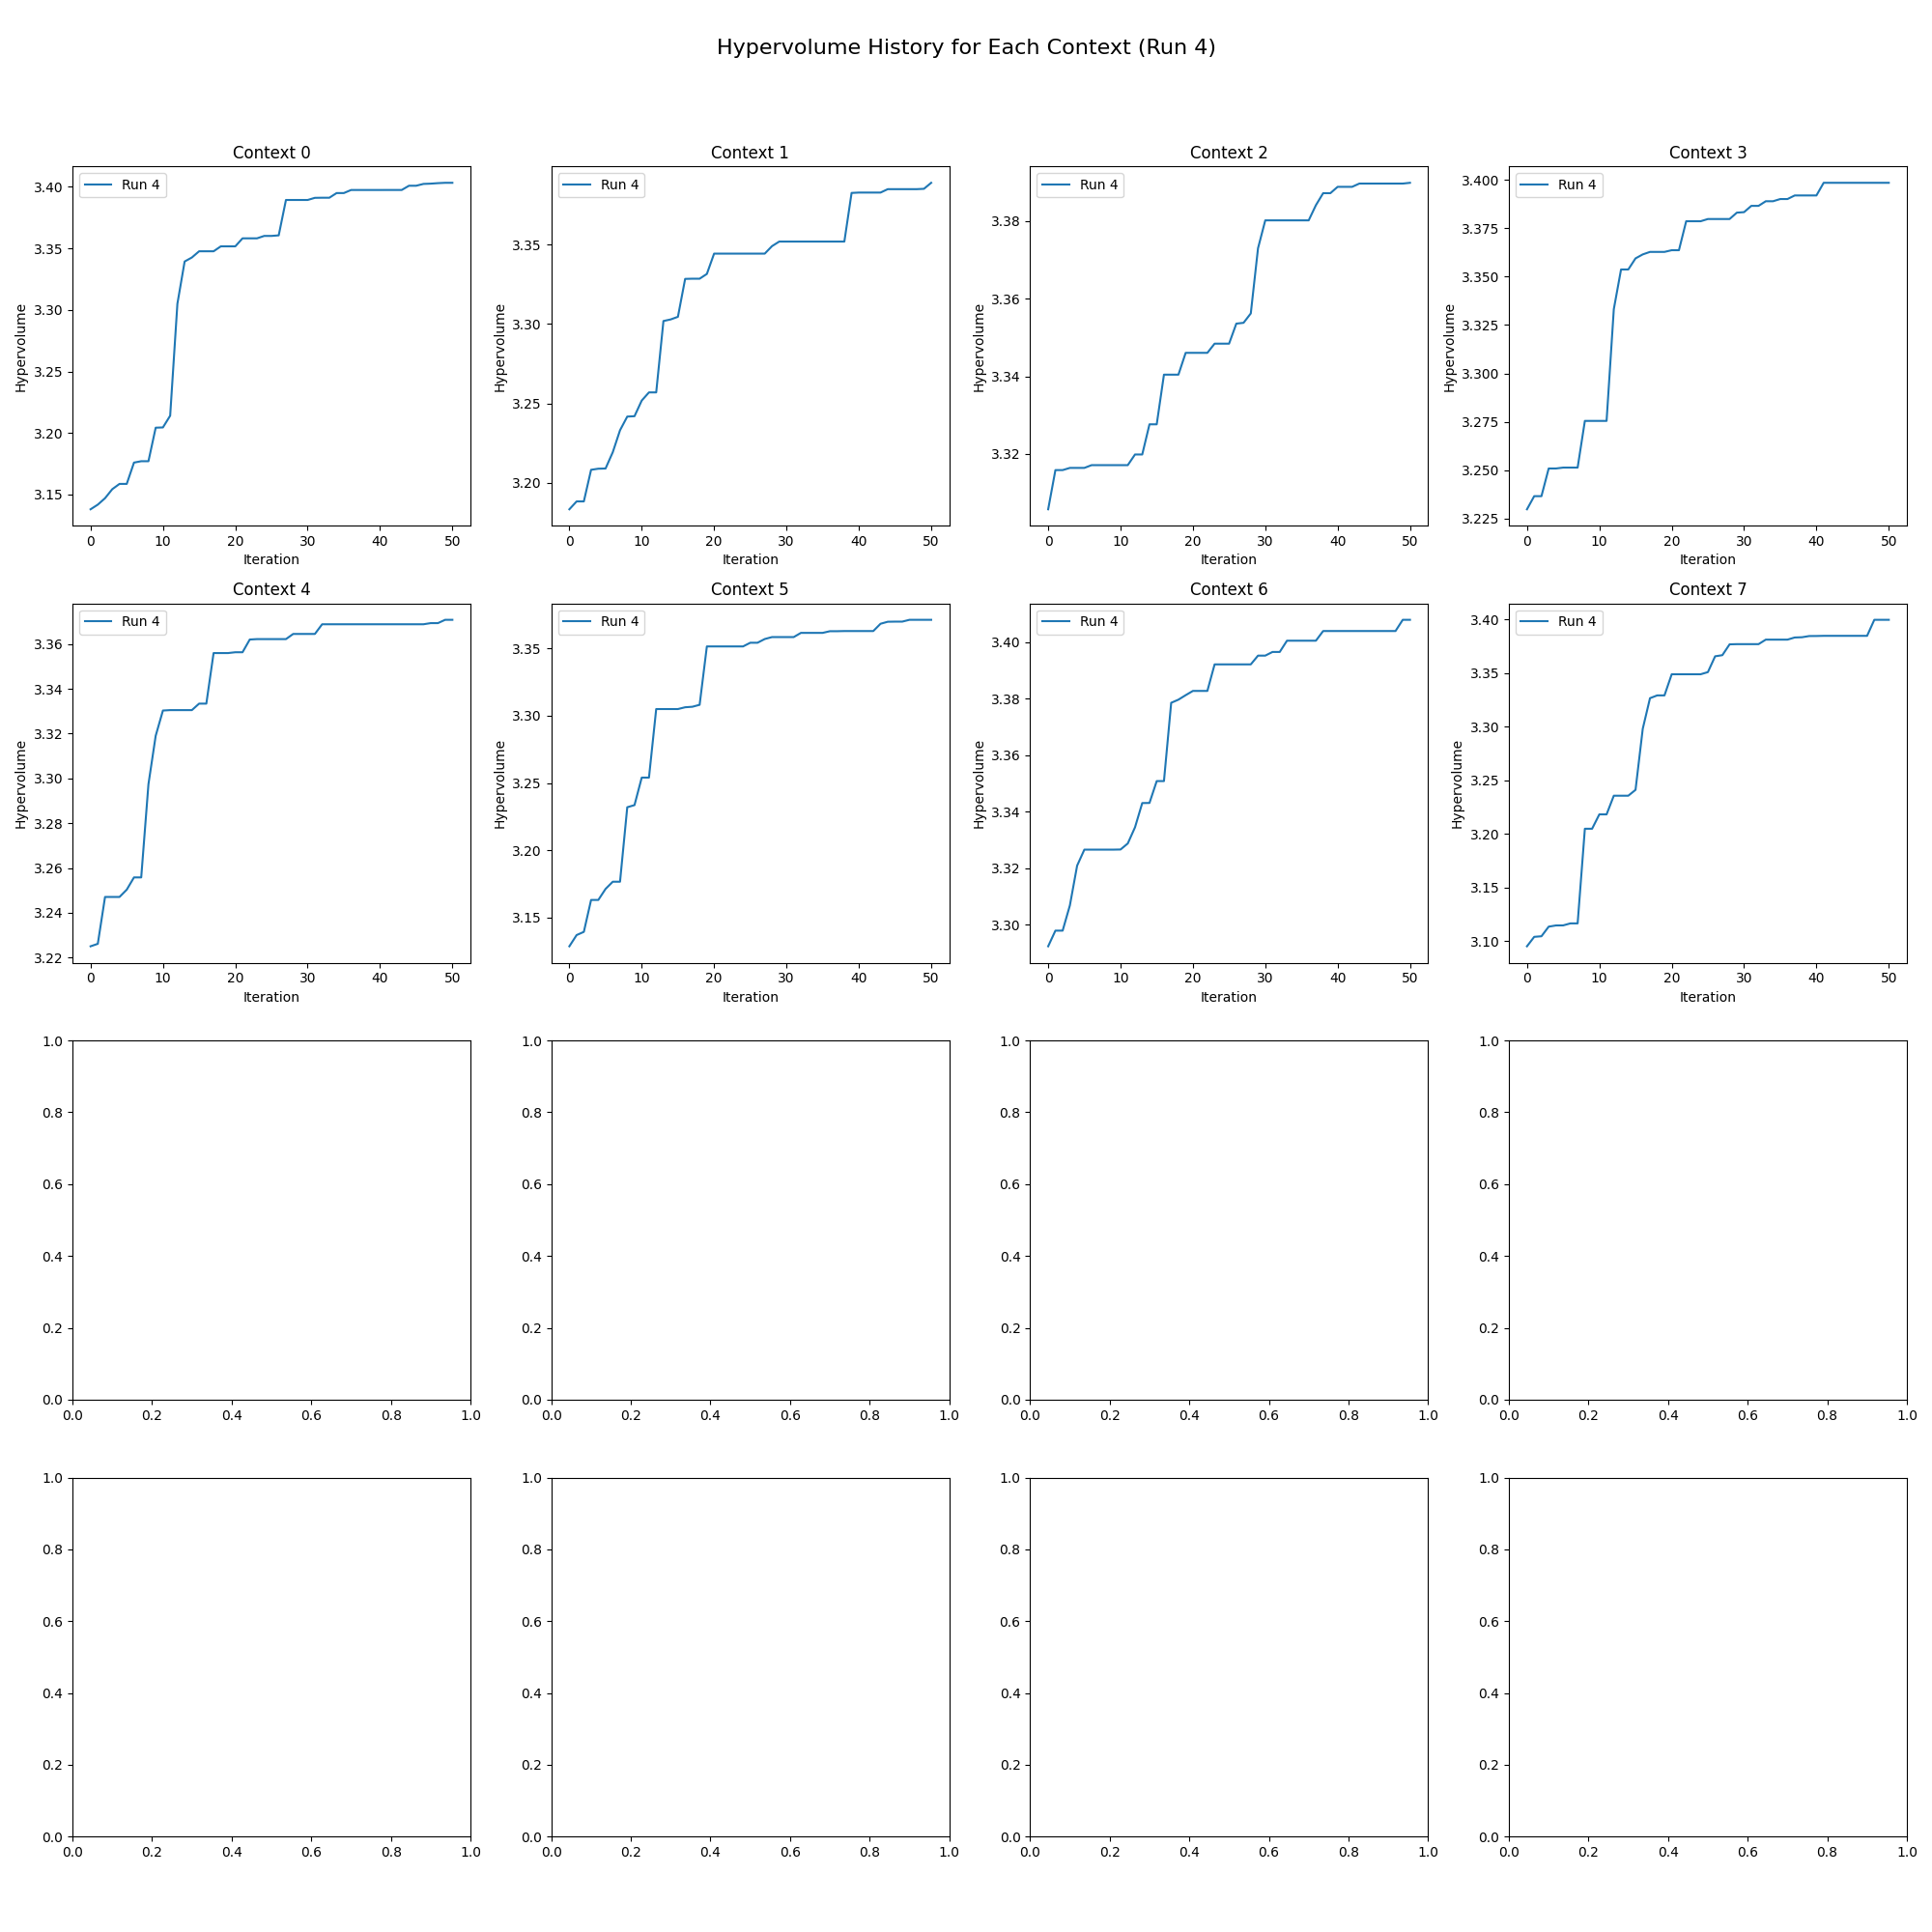 Hypervolume History for Each Context (Run 4)
Context 0
Run 4
3.40
3.35
3.30
3.25
3.20
3.15
Hypervolume
0 10 20 30 40 50
Iteration
Context 1
Run 4
3.35
3.30
3.25
3.20
Hypervolume
0 10 20 30 40 50
Iteration
Context 2
Run 4
3.38
3.36
3.34
3.32
Hypervolume
0 10 20 30 40 50
Iteration
Context 3
Run 4
3.400
3.375
3.350
3.325
3.300
3.275
3.250
3.225
Hypervolume
0 10 20 30 40 50
Iteration
Context 4
Run 4
3.36
3.34
3.32
3.30
3.28
3.26
3.24
3.22
Hypervolume
0 10 20 30 40 50
Iteration
Context 5
Run 4
3.35
3.30
3.25
3.20
3.15
Hypervolume
0 10 20 30 40 50
Iteration
Context 6
Run 4
3.40
3.38
3.36
3.34
3.32
3.30
Hypervolume
0 10 20 30 40 50
Iteration
Context 7
Run 4
3.40
3.35
3.30
3.25
3.20
3.15
3.10
Hypervolume
0 10 20 30 40 50
Iteration
1.0
0.8
0.6
0.4
0.2
0.0
0.0 0.2 0.4 0.6 0.8 1.0
1.0
0.8
0.6
0.4
0.2
0.0
0.0 0.2 0.4 0.6 0.8 1.0
1.0
0.8
0.6
0.4
0.2
0.0
0.0 0.2 0.4 0.6 0.8 1.0
1.0
0.8
0.6
0.4
0.2
0.0
0.0 0.2 0.4 0.6 0.8 1.0
1.0
0.8
0.6
0.4
0.2
0.0
0.0 0.2 0.4 0.6 0.8 1.0
1.0
0.8
0.6
0.4
0.2
0.0
0.0 0.2 0.4 0.6 0.8 1.0
1.0
0.8
0.6
0.4
0.2
0.0
0.0 0.2 0.4 0.6 0.8 1.0
1.0
0.8
0.6
0.4
0.2
0.0
0.0 0.2 0.4 0.6 0.8 1.0